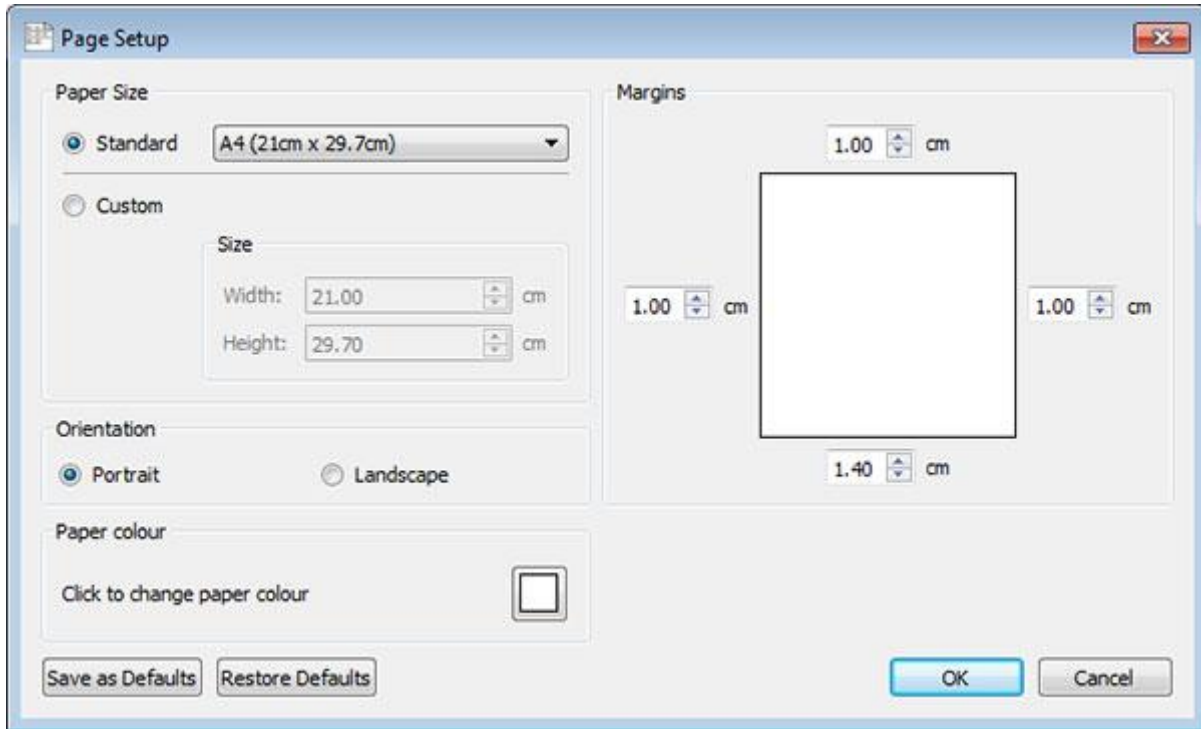 Page Setup
Paper Size
Standard A4 (21cm x 29.7cm)
Custom
Size
Width: 21.00 cm
Height: 29.70 cm
Orientation
Portrait Landscape
Paper colour
Click to change paper colour
Margins
1.00 cm
1.00 cm 1.00 cm
1.40 cm
Save as Defaults Restore Defaults OK Cancel